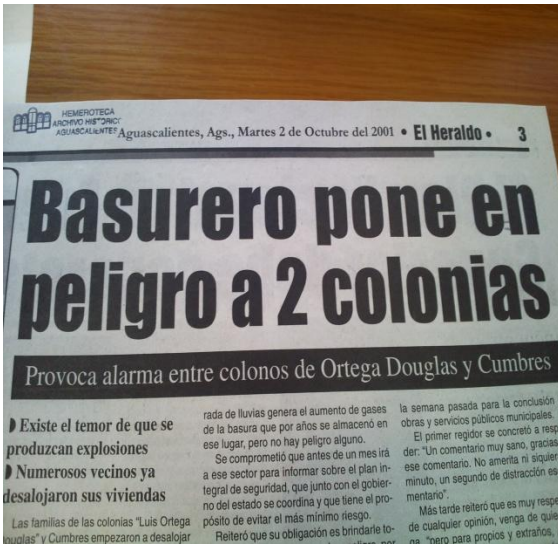 HEMEROTECA
ARCHIVO HISTORICO
AGUASCALIENTES
Aguascalientes, Ags., Martes 2 de Octubre del 2001 • El Heraldo • 3
Basurero pone en
peligro a 2 colonias
Provoca alarma entre colonos de Ortega Douglas y Cumbres
Existe el temor de que se
produzcan explosiones
Numerosos vecinos ya
desalojaron sus viviendas
Las familias de las colonias "Luis Ortega
Douglas" y Cumbres empezaron a desalojar
rada de lluvias genera el aumento de gases
de la basura que por años se almacenó en
ese lugar, pero no hay peligro alguno.
Se comprometió que antes de un mes irá
a ese sector para informar sobre el plan in-
tegral de seguridad, que junto con el gobier-
no del estado se coordina y que tiene el pro-
pósito de evitar el más mínimo riesgo.
Reiteró que su obligación es brindarle to-
la semana pasada para la conclusión
obras y servicios públicos municipales.
El primer regidor se concretó a resp
der: "Un comentario muy sano, gracias
ese comentario. No amerita ni siquier
minuto, un segundo de distracción es
mentario".
Más tarde reiteró que es muy respe
de cualquier opinión, venga de quie
ga, "pero para propios y extraños,